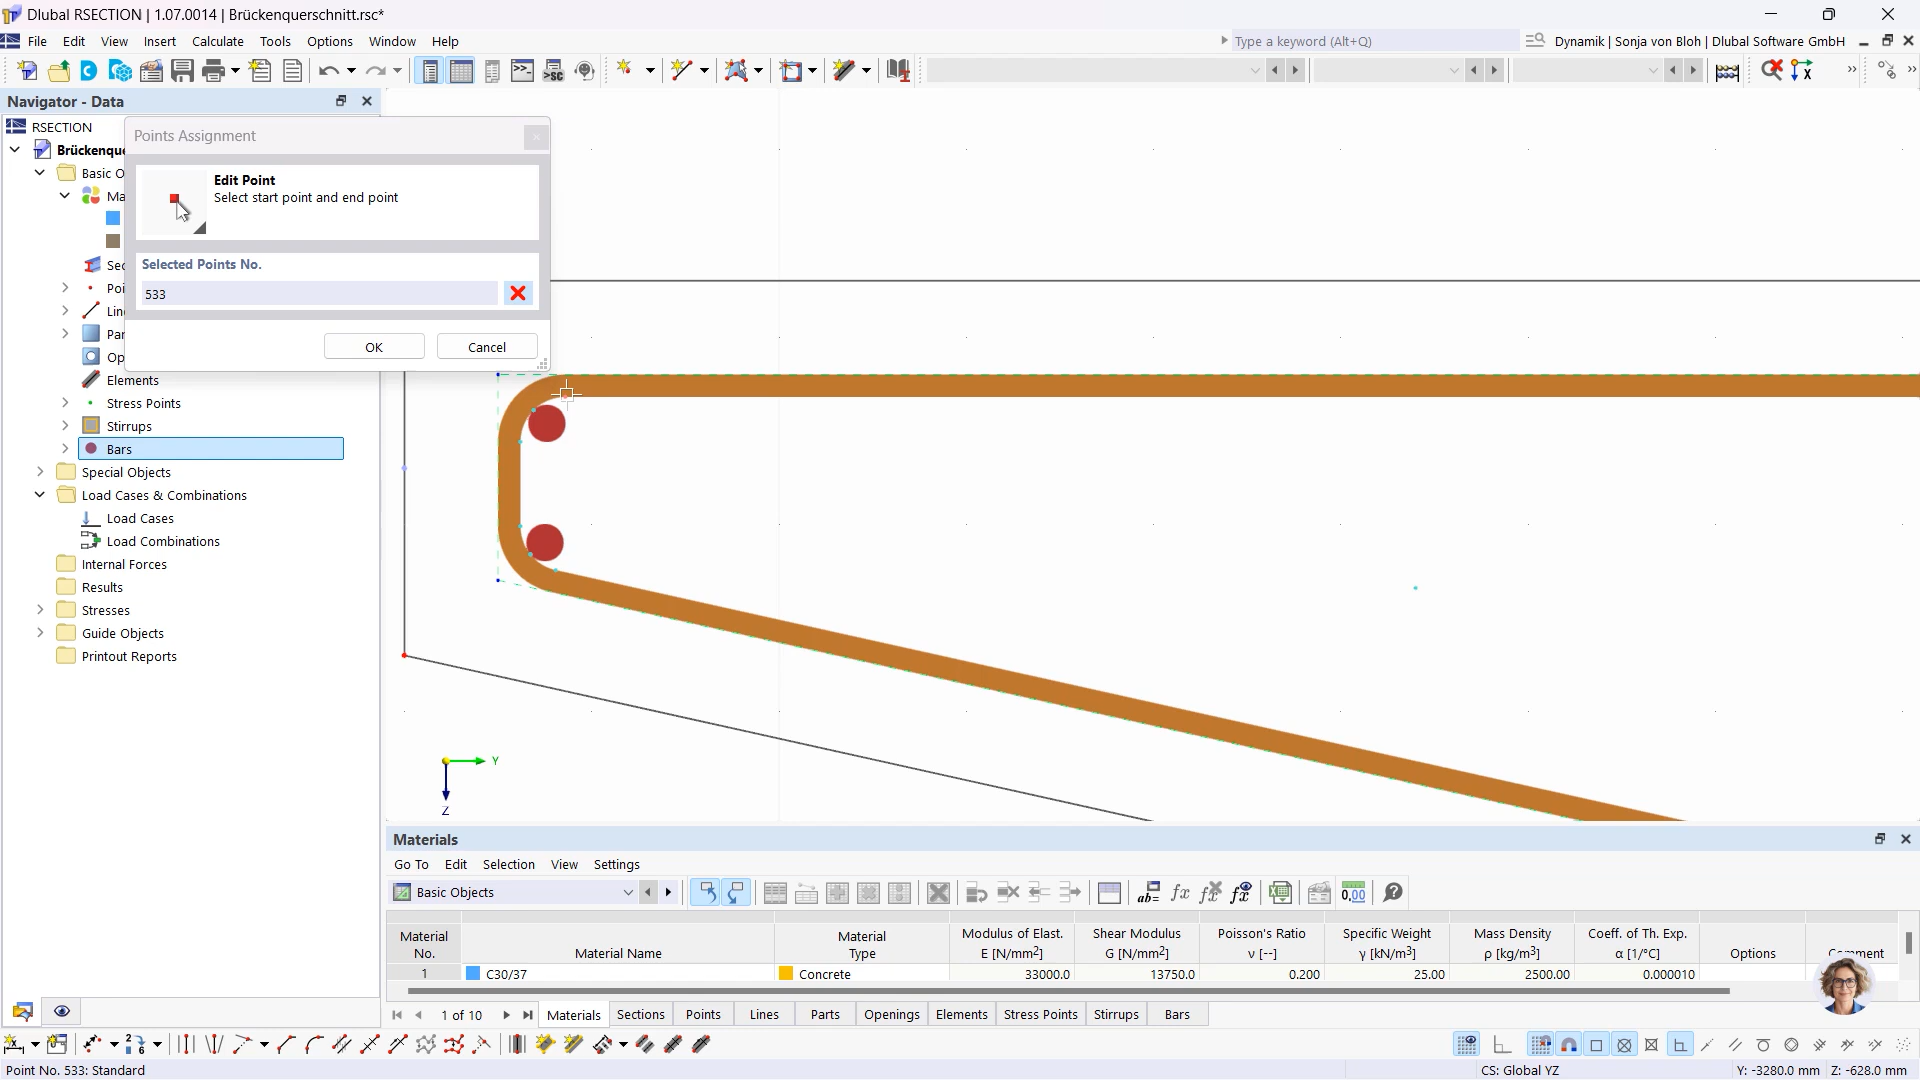 Dlubal RSECTION | 1.07.0014 | Brückenquerschnitt.rsc*
File Edit View Insert Calculate Tools Options Window Help
Type a keyword (Alt+Q)
Dynamik | Sonja von Bloh | Dlubal Software GmbH
Navigator - Data
RSECTION
Brückenque
Basic O
Ma
Sec
Poi
Lin
Par
Op
Elements
Stress Points
Stirrups
Bars
Special Objects
Load Cases & Combinations
Load Cases
Load Combinations
Internal Forces
Results
Stresses
Guide Objects
Printout Reports
Points Assignment
Edit Point
Select start point and end point
Selected Points No.
533
OK Cancel
Y
Z
Materials
Go To Edit Selection View Settings
Basic Objects
Material No. Material Name Material Type Modulus of Elast. E [N/mm²] Shear Modulus G [N/mm²] Poisson's Ratio ν [--] Specific Weight γ [kN/m³] Mass Density ρ [kg/m³] Coeff. of Th. Exp. α [1/°C] Options
1 C30/37 Concrete 33000.0 13750.0 0.200 25.00 2500.00 0.000010
1 of 10 Materials Sections Points Lines Parts Openings Elements Stress Points Stirrups Bars
Point No. 533: Standard
CS: Global YZ
Y: -3280.0 mm Z: -628.0 mm